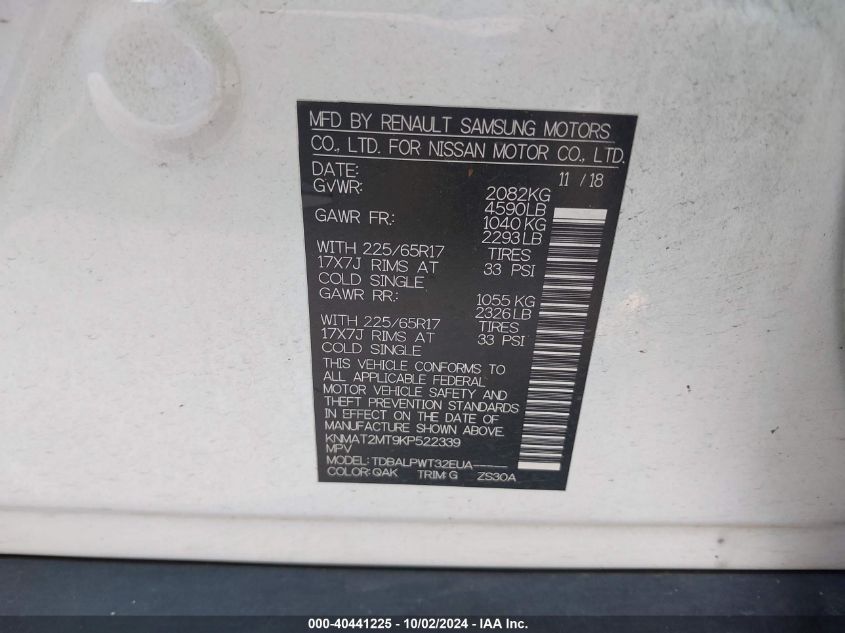 MFD BY RENAULT SAMSUNG MOTORS
CO., LTD. FOR NISSAN MOTOR CO., LTD.
DATE: 11 / 18
GVWR: 2082KG
4590LB
GAWR FR.: 1040 KG
2293 LB
WITH 225/65R17 TIRES
17X7J RIMS AT 33 PSI
COLD SINGLE
GAWR RR.: 1055 KG
2326 LB
WITH 225/65R17 TIRES
17X7J RIMS AT 33 PSI
COLD SINGLE
THIS VEHICLE CONFORMS TO
ALL APPLICABLE FEDERAL
MOTOR VEHICLE SAFETY AND
THEFT PREVENTION STANDARDS
IN EFFECT ON THE DATE OF
MANUFACTURE SHOWN ABOVE.
KNMAT2MT9KP522339
MPV
MODEL: TDBALPWT32EUA-----
COLOR: QAK TRIM: G ZS30A
000-40441225 - 10/02/2024 - IAA Inc.